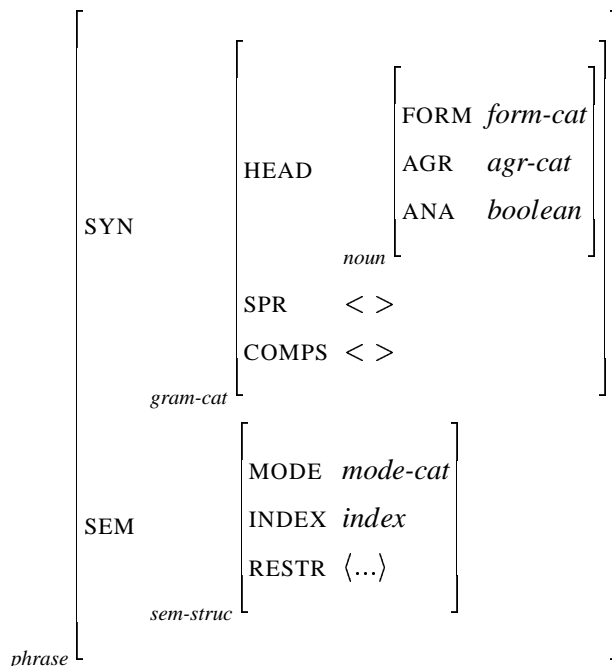 FORM form-cat
HEAD AGR agr-cat
ANA boolean
SYN
noun
SPR < >
COMPS < >
gram-cat
MODE mode-cat
SEM INDEX index
RESTR ⟨...⟩
sem-struc
phrase